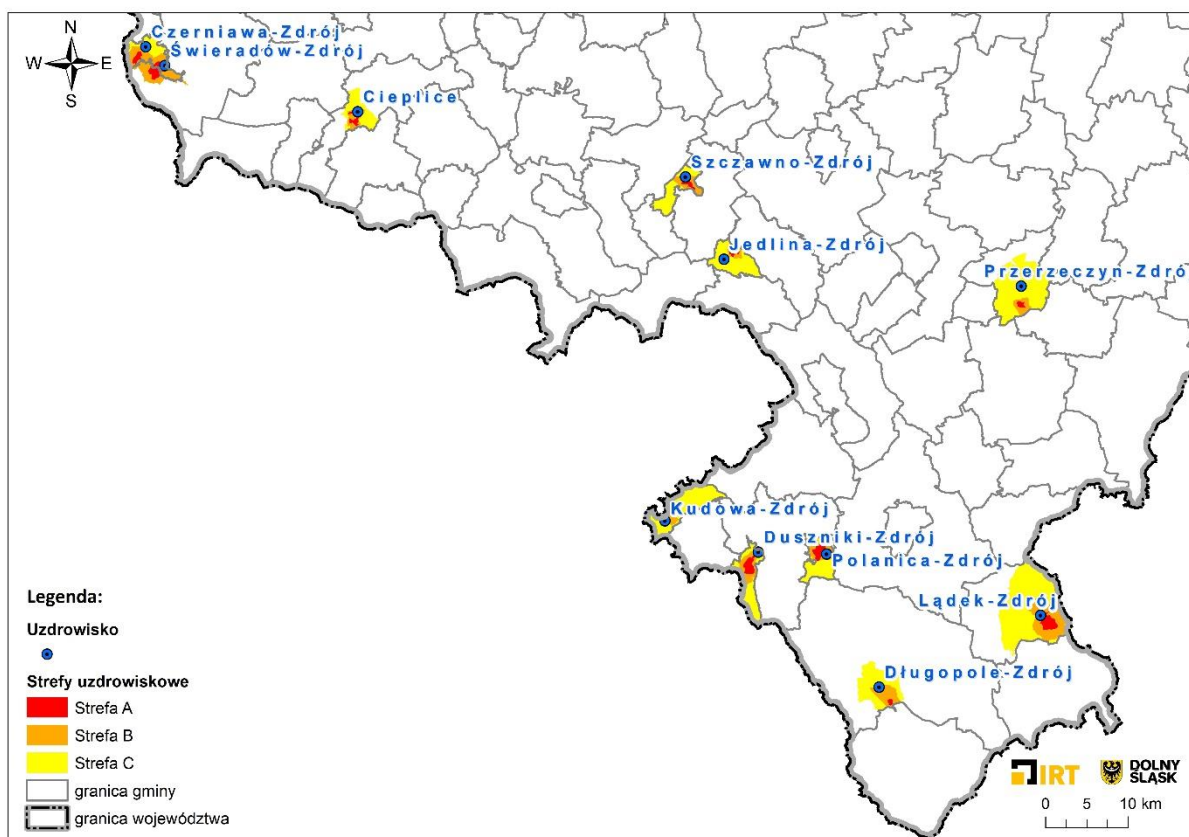 N
W E
S
Czerniawa-Zdrój
Świeradów-Zdrój
Cieplice
Szczawno-Zdrój
Jedlina-Zdrój
Przerzeczyn-Zdró
Kudowa-Zdrój
Duszniki-Zdrój
Polanica-Zdrój
Lądek-Zdrój
Długopole-Zdrój
Legenda:
Uzdrowisko
Strefy uzdrowiskowe
Strefa A
Strefa B
Strefa C
granica gminy
granica województwa
IRT
DOLNY
ŚLĄSK
0 5 10 km